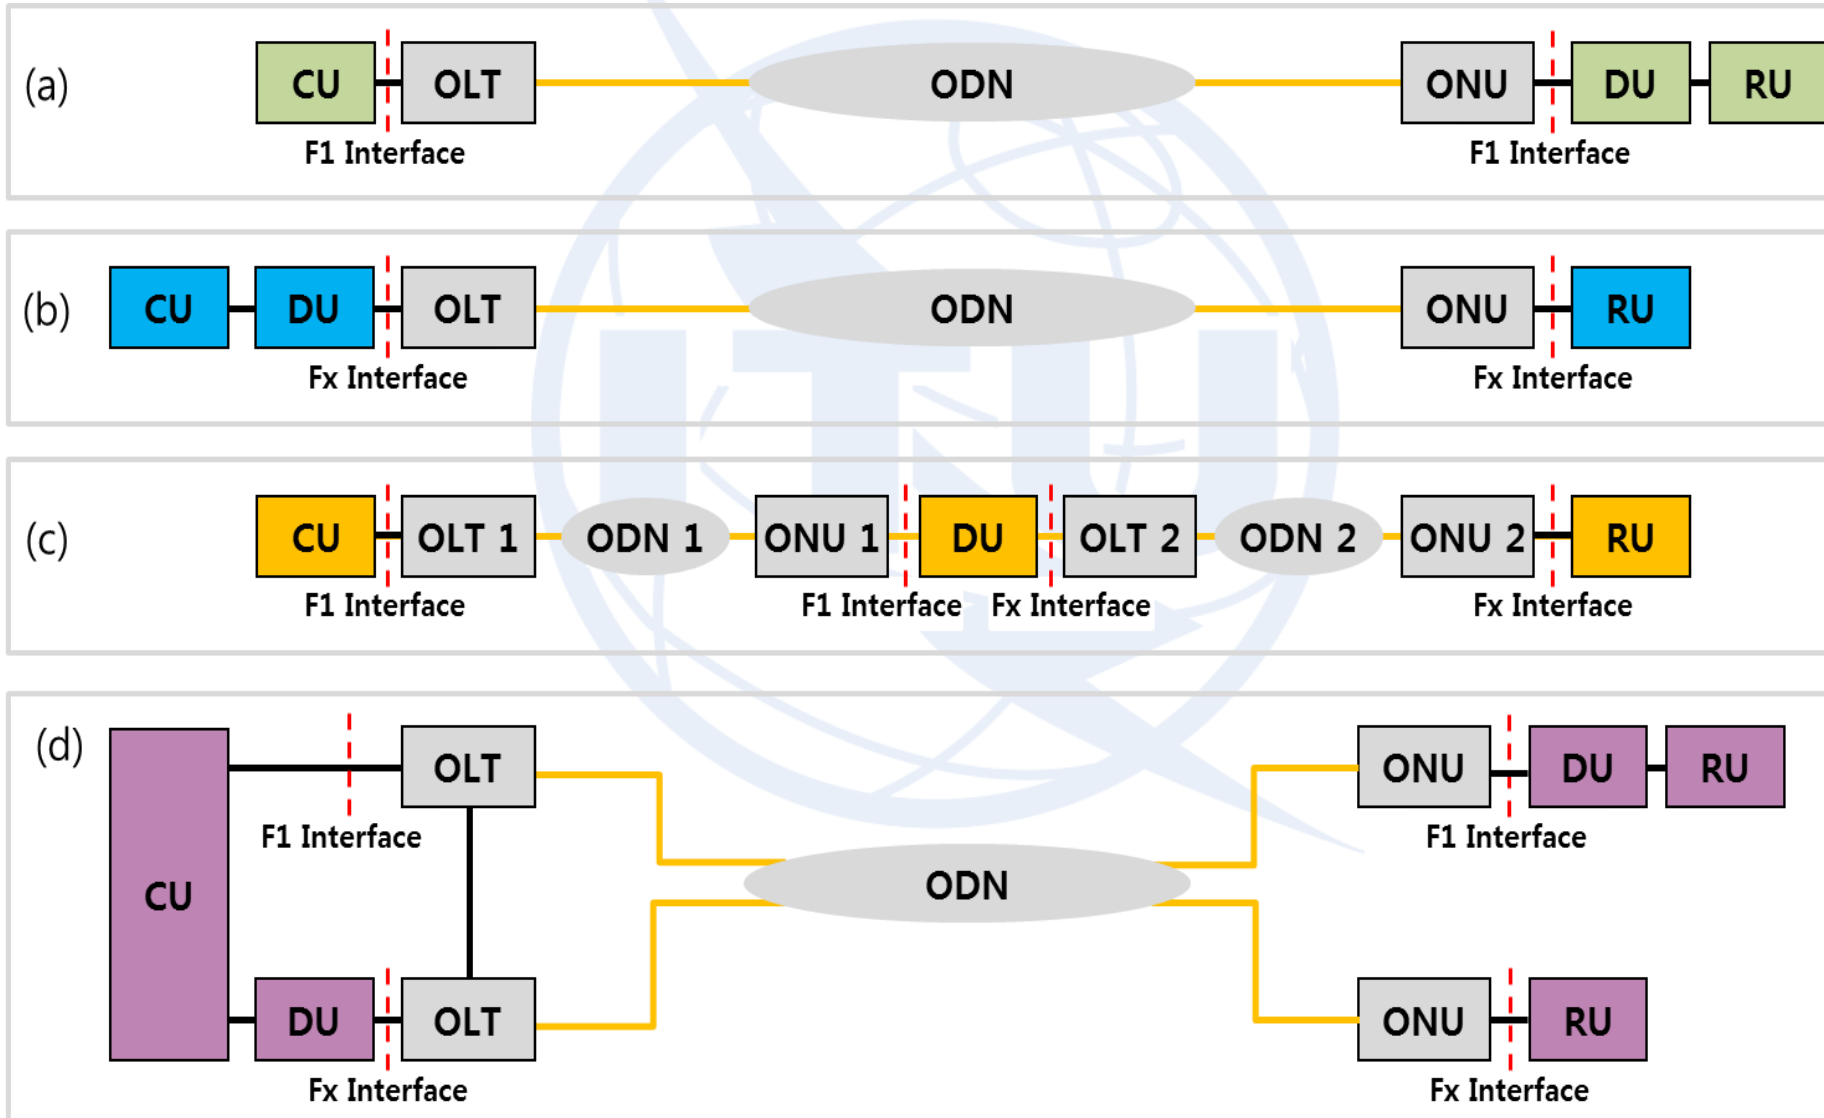 (a) CU OLT ODN ONU DU RU
F1 Interface F1 Interface
(b) CU DU OLT ODN ONU RU
Fx Interface Fx Interface
(c) CU OLT 1 ODN 1 ONU 1 DU OLT 2 ODN 2 ONU 2 RU
F1 Interface F1 Interface Fx Interface Fx Interface
(d) OLT ONU DU RU
F1 Interface F1 Interface
CU ODN
DU OLT ONU RU
Fx Interface Fx Interface
ITU